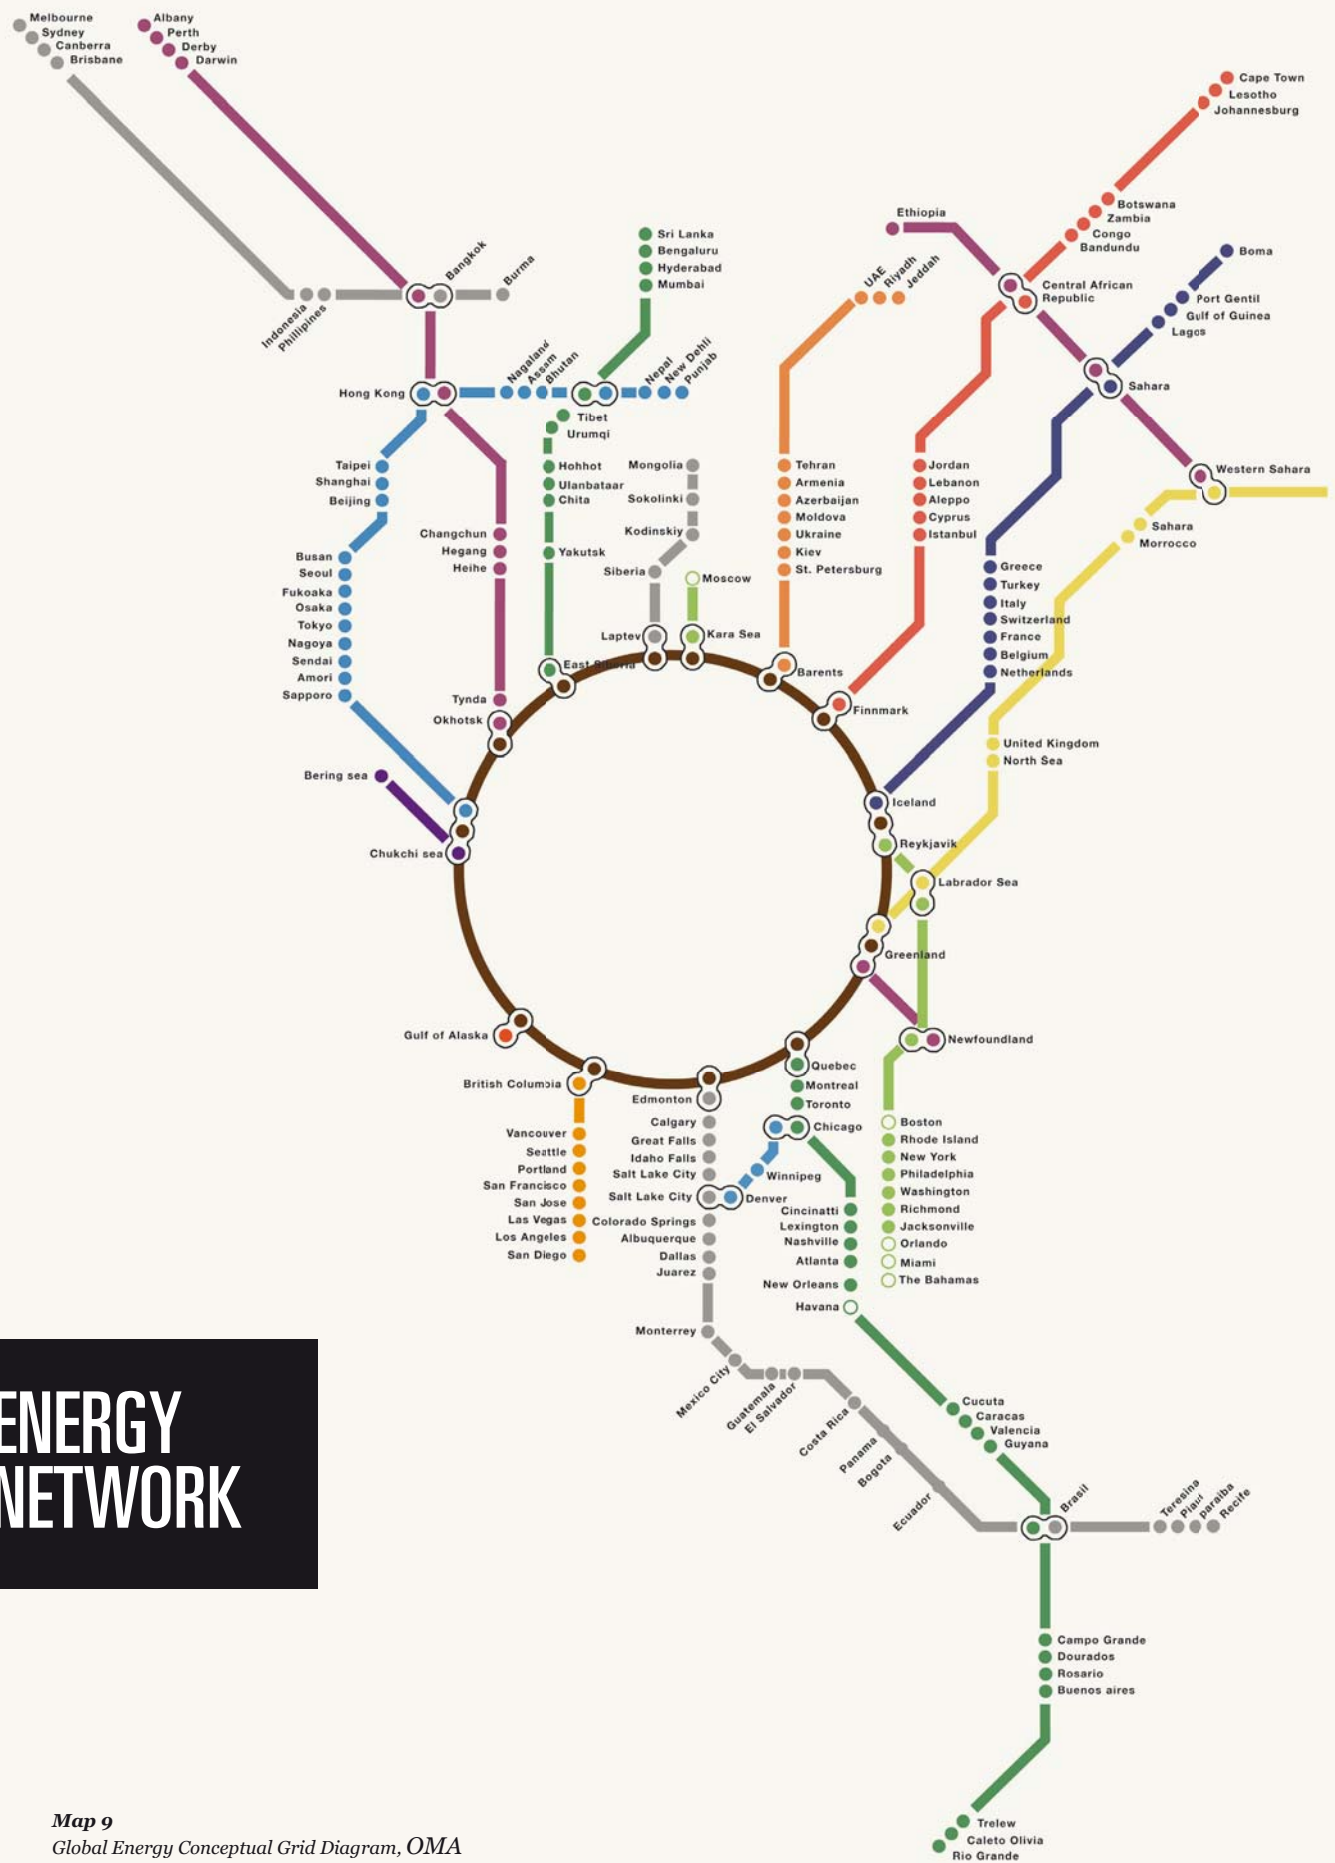 Melbourne
Sydney
Canberra
Brisbane
Albany
Perth
Derby
Darwin
Cape Town
Lesotho
Johannesburg
Botswana
Zambia
Congo
Bandundu
Ethiopia
Boma
Port Gentil
Gulf of Guinea
Lagos
Central African
Republic
Sri Lanka
Bengaluru
Hyderabad
Mumbai
UAE
Riyadh
Jeddah
Bangkok
Burma
Indonesia
Phillipines
Hong Kong
Nagaland
Assam
Bhutan
Nepal
New Dehli
Punjab
Sahara
Tibet
Urumqi
Western Sahara
Sahara
Morrocco
Taipei
Shanghai
Beijing
Hohhot
Ulanbataar
Chita
Yakutsk
Mongolia
Sokolinki
Kodinskiy
Siberia
Laptev
Moscow
Kara Sea
Tehran
Armenia
Azerbaijan
Moldova
Ukraine
Kiev
St. Petersburg
Barents
Jordan
Lebanon
Aleppo
Cyprus
Istanbul
Finnmark
Greece
Turkey
Italy
Switzerland
France
Belgium
Netherlands
Changchun
Hegang
Heihe
Tynda
Okhotsk
East Siberia
Busan
Seoul
Fukoaka
Osaka
Tokyo
Nagoya
Sendai
Amori
Sapporo
United Kingdom
North Sea
Bering sea
Chukchi sea
Iceland
Reykjavik
Labrador Sea
Greenland
Newfoundland
Gulf of Alaska
British Columbia
Edmonton
Quebec
Montreal
Toronto
Chicago
Calgary
Great Falls
Idaho Falls
Salt Lake City
Salt Lake City
Denver
Winnipeg
Colorado Springs
Albuquerque
Dallas
Juarez
Vancouver
Seattle
Portland
San Francisco
San Jose
Las Vegas
Los Angeles
San Diego
Cincinatti
Lexington
Nashville
Atlanta
New Orleans
Havana
Boston
Rhode Island
New York
Philadelphia
Washington
Richmond
Jacksonville
Orlando
Miami
The Bahamas
Monterrey
Mexico City
Guatemala
El Salvador
Costa Rica
Panama
Bogota
Ecuador
Cucuta
Caracas
Valencia
Guyana
Brasil
Teresina
Piaui
paraiba
Recife
ENERGY
NETWORK
Campo Grande
Dourados
Rosario
Buenos aires
Trelew
Caleto Olivia
Rio Grande
Map 9
Global Energy Conceptual Grid Diagram, OMA